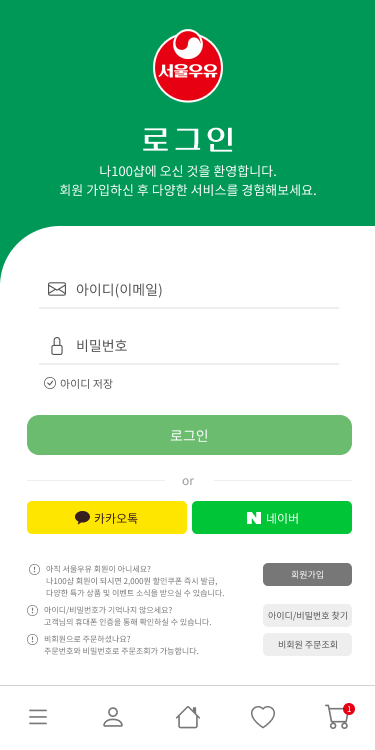 서울우유
로그인
나100샵에 오신 것을 환영합니다.
회원 가입하신 후 다양한 서비스를 경험해보세요.
아이디(이메일)
비밀번호
아이디 저장
로그인
or
카카오톡
네이버
아직 서울우유 회원이 아니세요?
나100샵 회원이 되시면 2,000원 할인쿠폰 즉시 발급,
다양한 특가 상품 및 이벤트 소식을 받으실 수 있습니다.
회원가입
아이디/비밀번호가 기억나지 않으세요?
고객님의 휴대폰 인증을 통해 확인하실 수 있습니다.
아이디/비밀번호 찾기
비회원으로 주문하셨나요?
주문번호와 비밀번호로 주문조회가 가능합니다.
비회원 주문조회
1